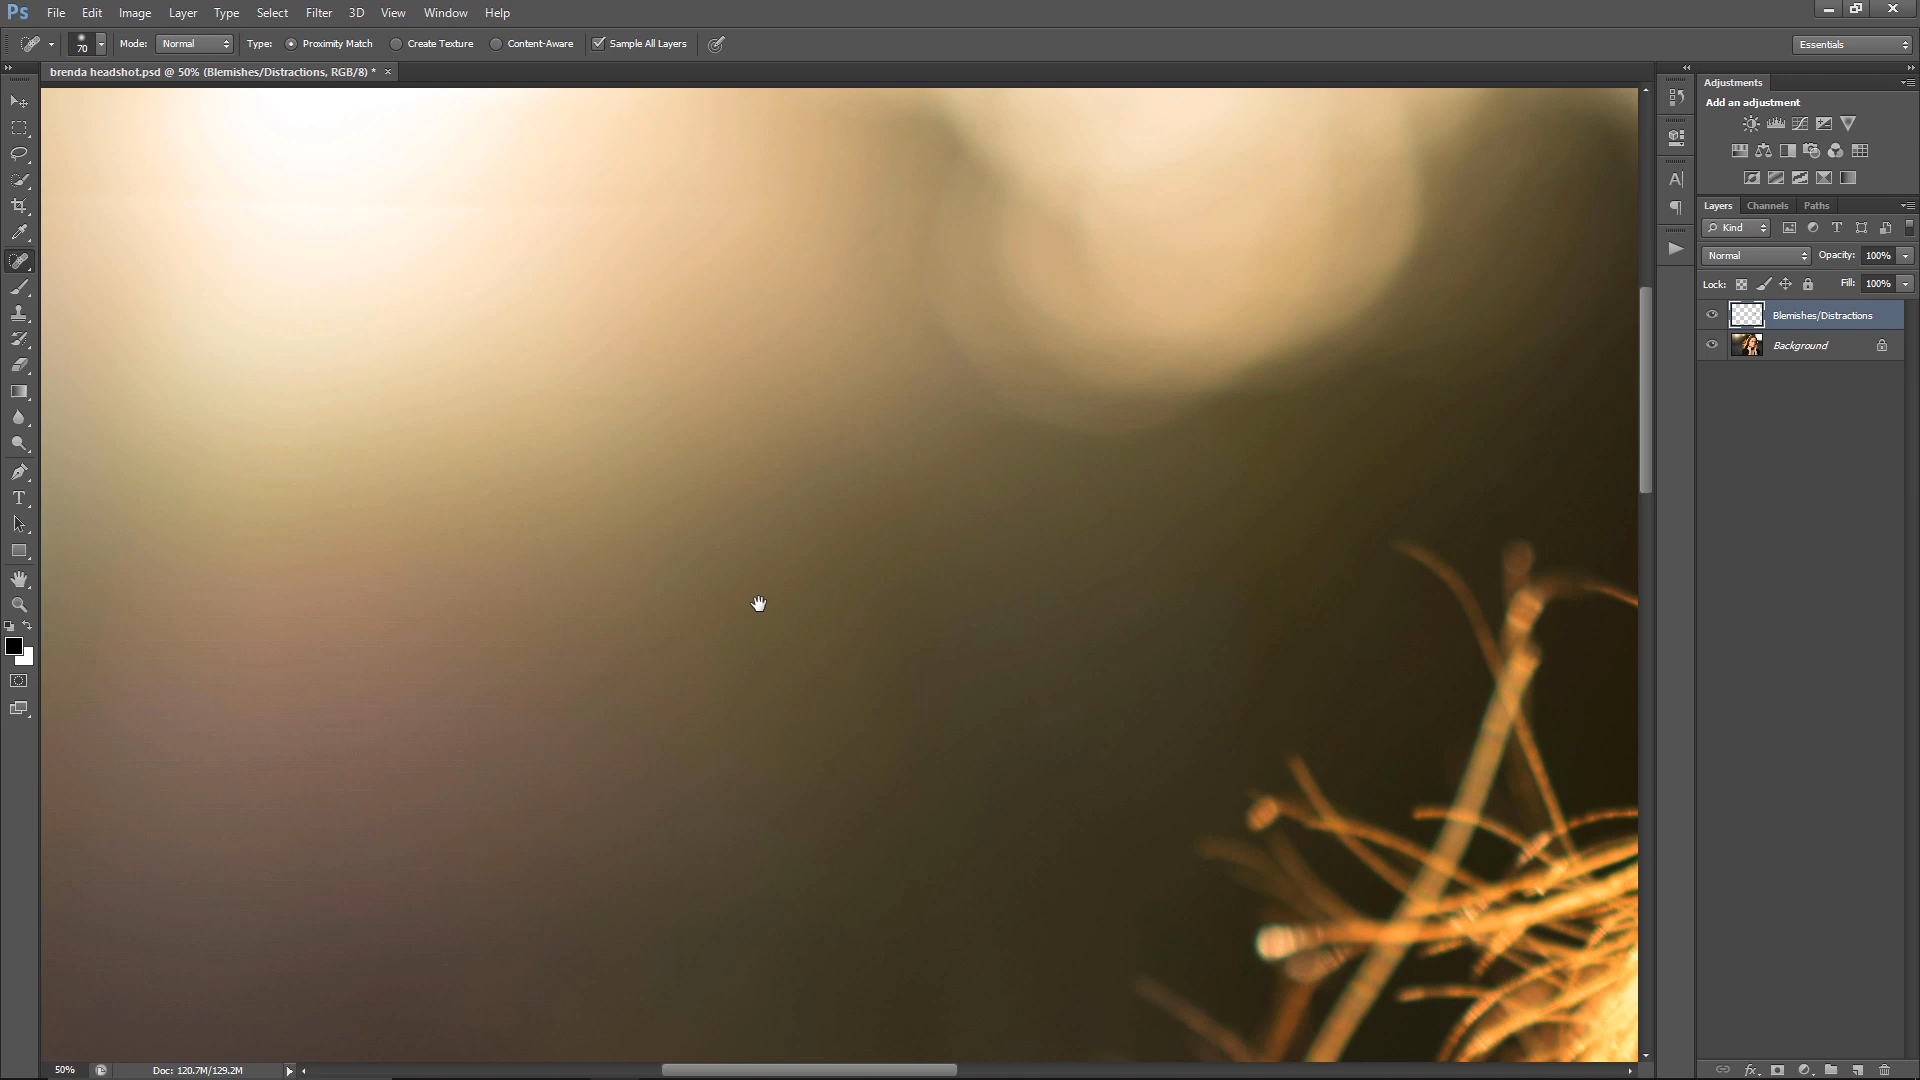 Ps File Edit Image Layer Type Select Filter 3D View Window Help
70 Mode: Normal Type: Proximity Match Create Texture Content-Aware Sample All Layers Essentials
brenda headshot.psd @ 50% (Blemishes/Distractions, RGB/8) * ×
Adjustments
Add an adjustment
Layers Channels Paths
Kind
Normal Opacity: 100%
Lock: Fill: 100%
Blemishes/Distractions
Background
50% Doc: 120.7M/129.2M